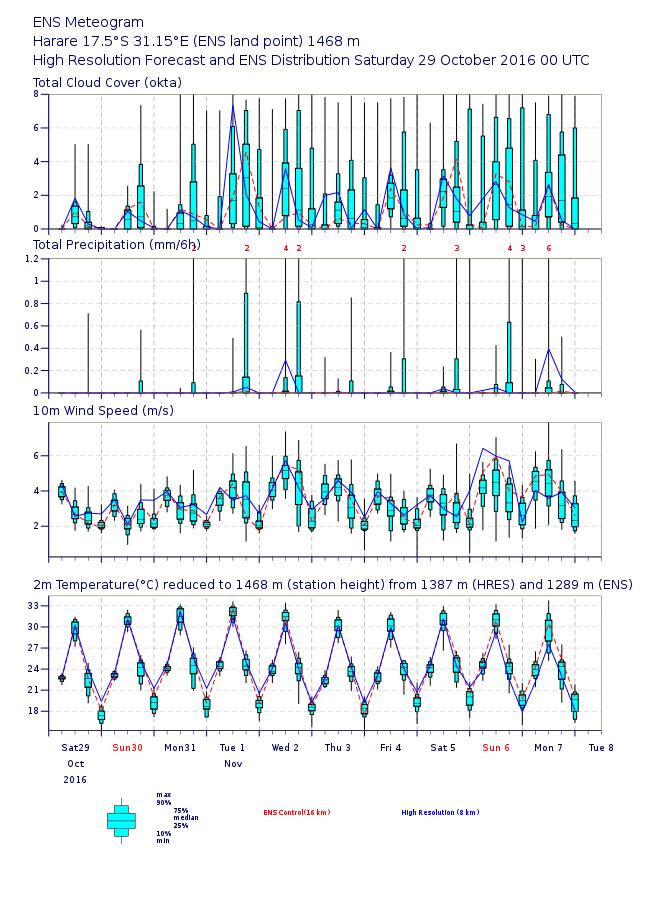 ENS Meteogram
Harare 17.5°S 31.15°E (ENS land point) 1468 m
High Resolution Forecast and ENS Distribution Saturday 29 October 2016 00 UTC
Total Cloud Cover (okta)
8
6
4
2
0
Total Precipitation (mm/6h)
2 2 4 2 2 3 4 3 6
1.2
1
0.8
0.6
0.4
0.2
0
10m Wind Speed (m/s)
6
4
2
2m Temperature(°C) reduced to 1468 m (station height) from 1387 m (HRES) and 1289 m (ENS)
33
30
27
24
21
18
Sat29 Sun30 Mon31 Tue 1 Wed 2 Thu 3 Fri 4 Sat 5 Sun 6 Mon 7 Tue 8
Oct Nov
2016
max
90%
75%
median
25%
10%
min
ENS Control(16 km)
High Resolution (8 km)